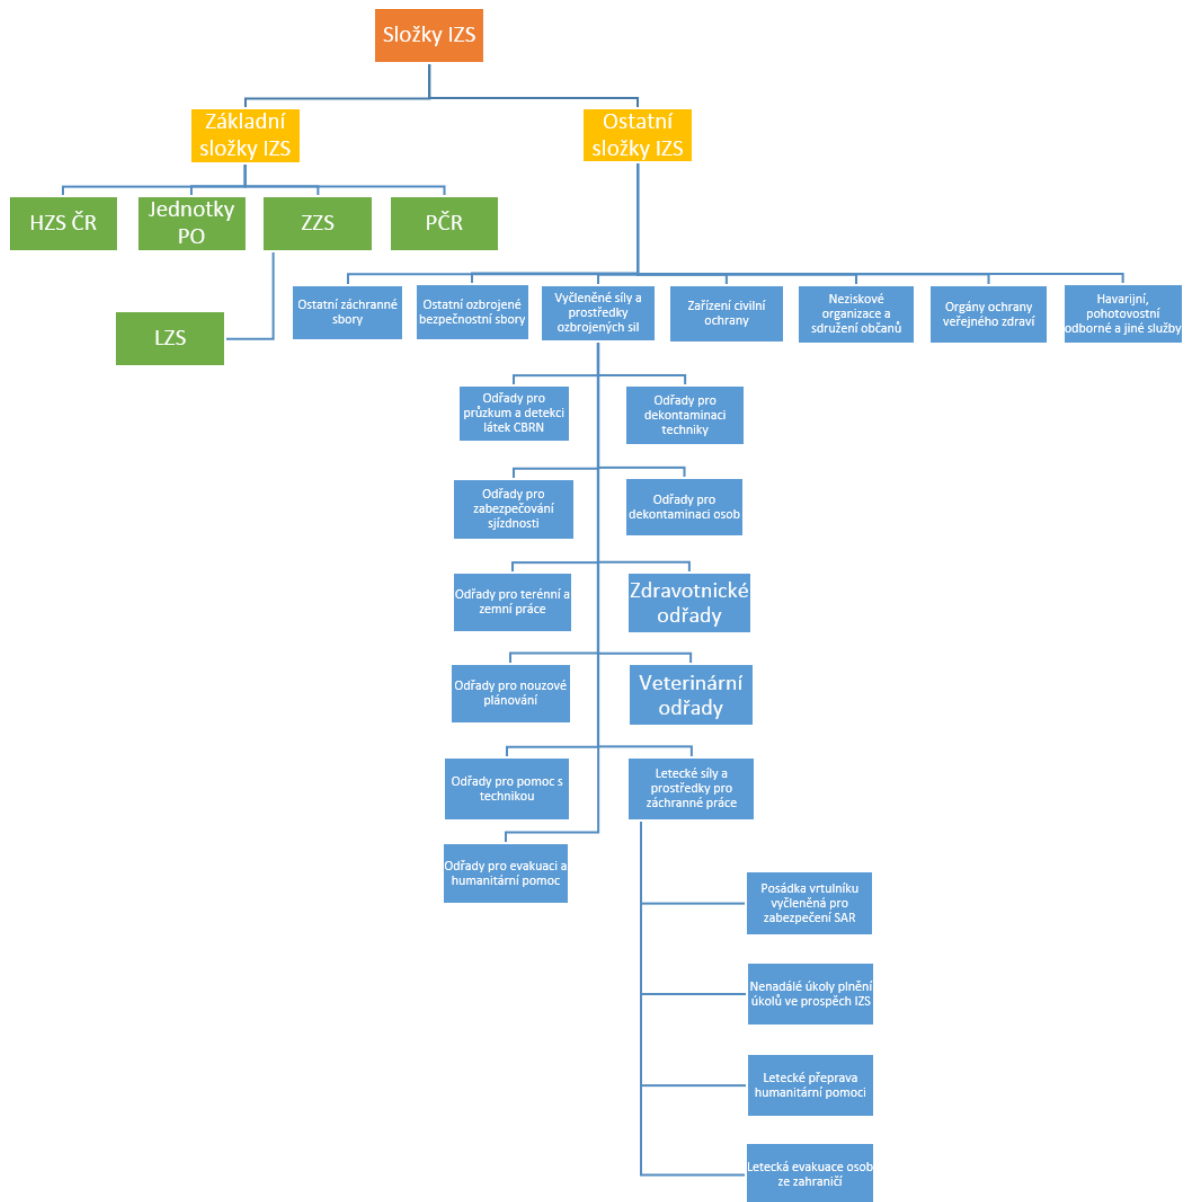 Složky IZS
Základní
složky IZS
Ostatní
složky IZS
HZS ČR
Jednotky
PO
ZZS
PČR
LZS
Ostatní záchranné
sbory
Ostatní ozbrojené
bezpečnostní sbory
Vyčleněné síly a
prostředky
ozbrojených sil
Zařízení civilní
ochrany
Neziskové
organizace a
sdružení občanů
Orgány ochrany
veřejného zdraví
Havarijní,
pohotovostní
odborné a jiné služby
Odřady pro
průzkum a detekci
látek CBRN
Odřady pro
dekontaminaci
techniky
Odřady pro
zabezpečování
sjízdnosti
Odřady pro
dekontaminaci osob
Odřady pro terénní a
zemní práce
Zdravotnické
odřady
Odřady pro nouzové
plánování
Veterinární
odřady
Odřady pro pomoc s
technikou
Letecké síly a
prostředky pro
záchranné práce
Odřady pro evakuaci a
humanitární pomoc
Posádka vrtulníku
vyčleněná pro
zabezpečení SAR
Nenadálé úkoly plnění
úkolů ve prospěch IZS
Letecké přeprava
humanitární pomoci
Letecká evakuace osob
ze zahraničí